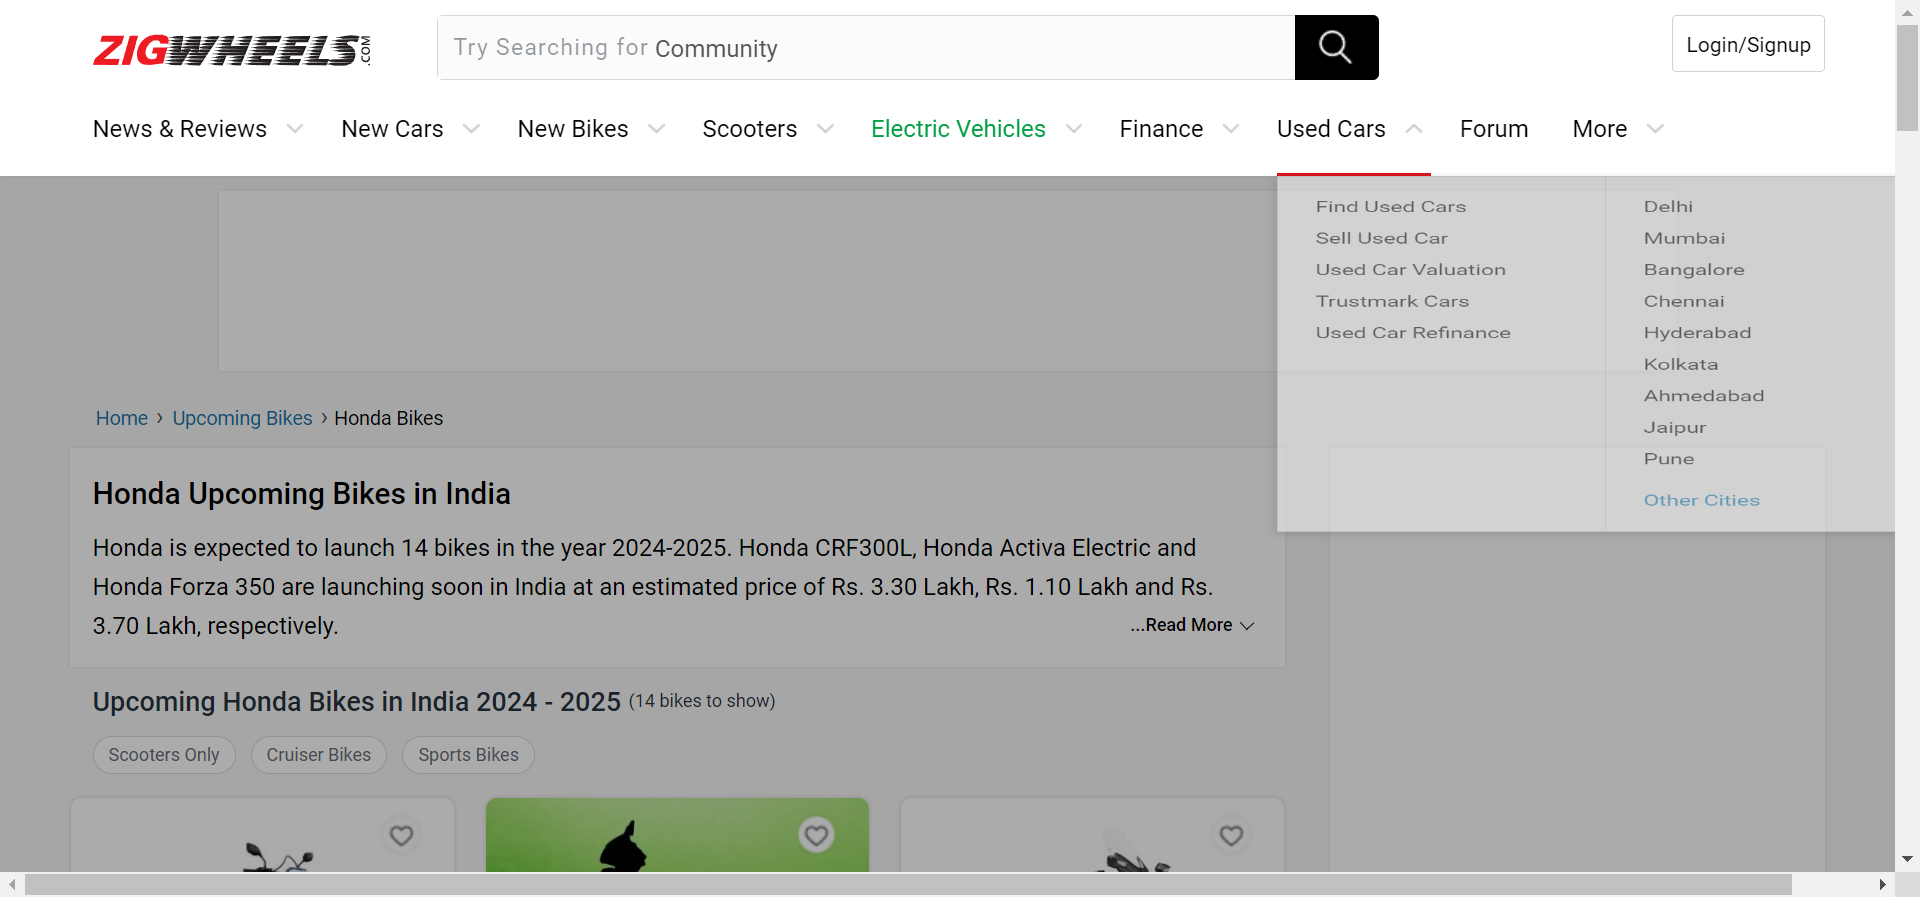 ZIGWHEELS.COM
Try Searching for Community
Login/Signup
News & Reviews
New Cars
New Bikes
Scooters
Electric Vehicles
Finance
Used Cars
Forum
More
Find Used Cars
Sell Used Car
Used Car Valuation
Trustmark Cars
Used Car Refinance
Delhi
Mumbai
Bangalore
Chennai
Hyderabad
Kolkata
Ahmedabad
Jaipur
Pune
Other Cities
Home › Upcoming Bikes › Honda Bikes
Honda Upcoming Bikes in India
Honda is expected to launch 14 bikes in the year 2024-2025. Honda CRF300L, Honda Activa Electric and
Honda Forza 350 are launching soon in India at an estimated price of Rs. 3.30 Lakh, Rs. 1.10 Lakh and Rs.
3.70 Lakh, respectively.
...Read More
Upcoming Honda Bikes in India 2024 - 2025 (14 bikes to show)
Scooters Only
Cruiser Bikes
Sports Bikes